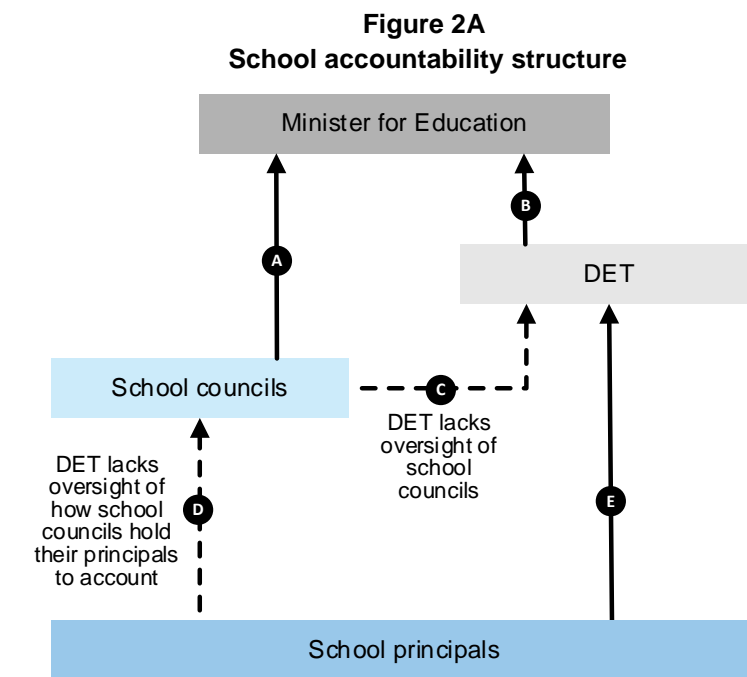 Figure 2A
School accountability structure
Minister for Education
B
A
DET
School councils
C
DET lacks
oversight of
school
councils
DET lacks
oversight of
how school
councils hold
their principals
to account
D
E
School principals